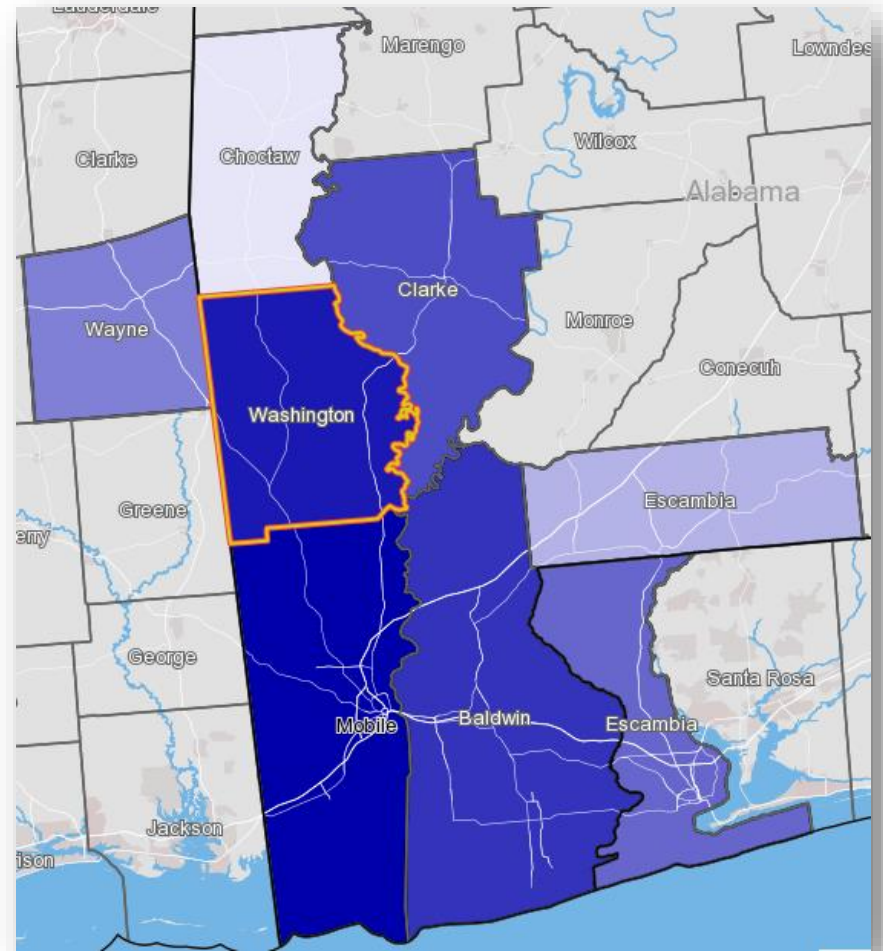 Marengo
Lowndes
Clarke
Choctaw
Wilcox
Alabama
Clarke
Monroe
Wayne
Conecuh
Washington
Escambia
Greene
George
Santa Rosa
Mobile
Baldwin
Escambia
Jackson